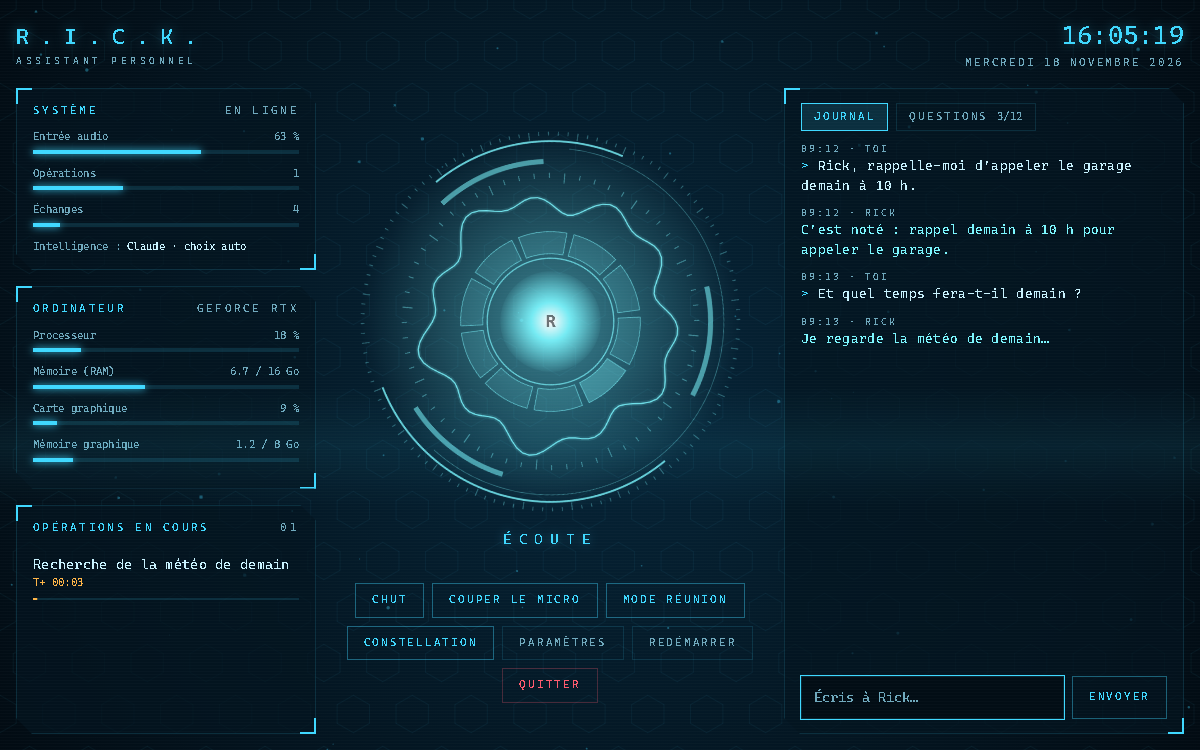 R.I.C.K.
ASSISTANT PERSONNEL
16:05:19
MERCREDI 18 NOVEMBRE 2026
SYSTÈME EN LIGNE
Entrée audio 63 %
Opérations 1
Échanges 4
Intelligence : Claude · choix auto
ORDINATEUR GEFORCE RTX
Processeur 18 %
Mémoire (RAM) 6.7 / 16 Go
Carte graphique 9 %
Mémoire graphique 1.2 / 8 Go
OPÉRATIONS EN COURS 01
Recherche de la météo de demain
T+ 00:03
R
ÉCOUTE
CHUT COUPER LE MICRO MODE RÉUNION
CONSTELLATION PARAMÈTRES REDÉMARRER
QUITTER
JOURNAL QUESTIONS 3/12
09:12 · TOI
> Rick, rappelle-moi d'appeler le garage
demain à 10 h.
09:12 · RICK
C'est noté : rappel demain à 10 h pour
appeler le garage.
09:13 · TOI
> Et quel temps fera-t-il demain ?
09:13 · RICK
Je regarde la météo de demain…
Écris à Rick… ENVOYER